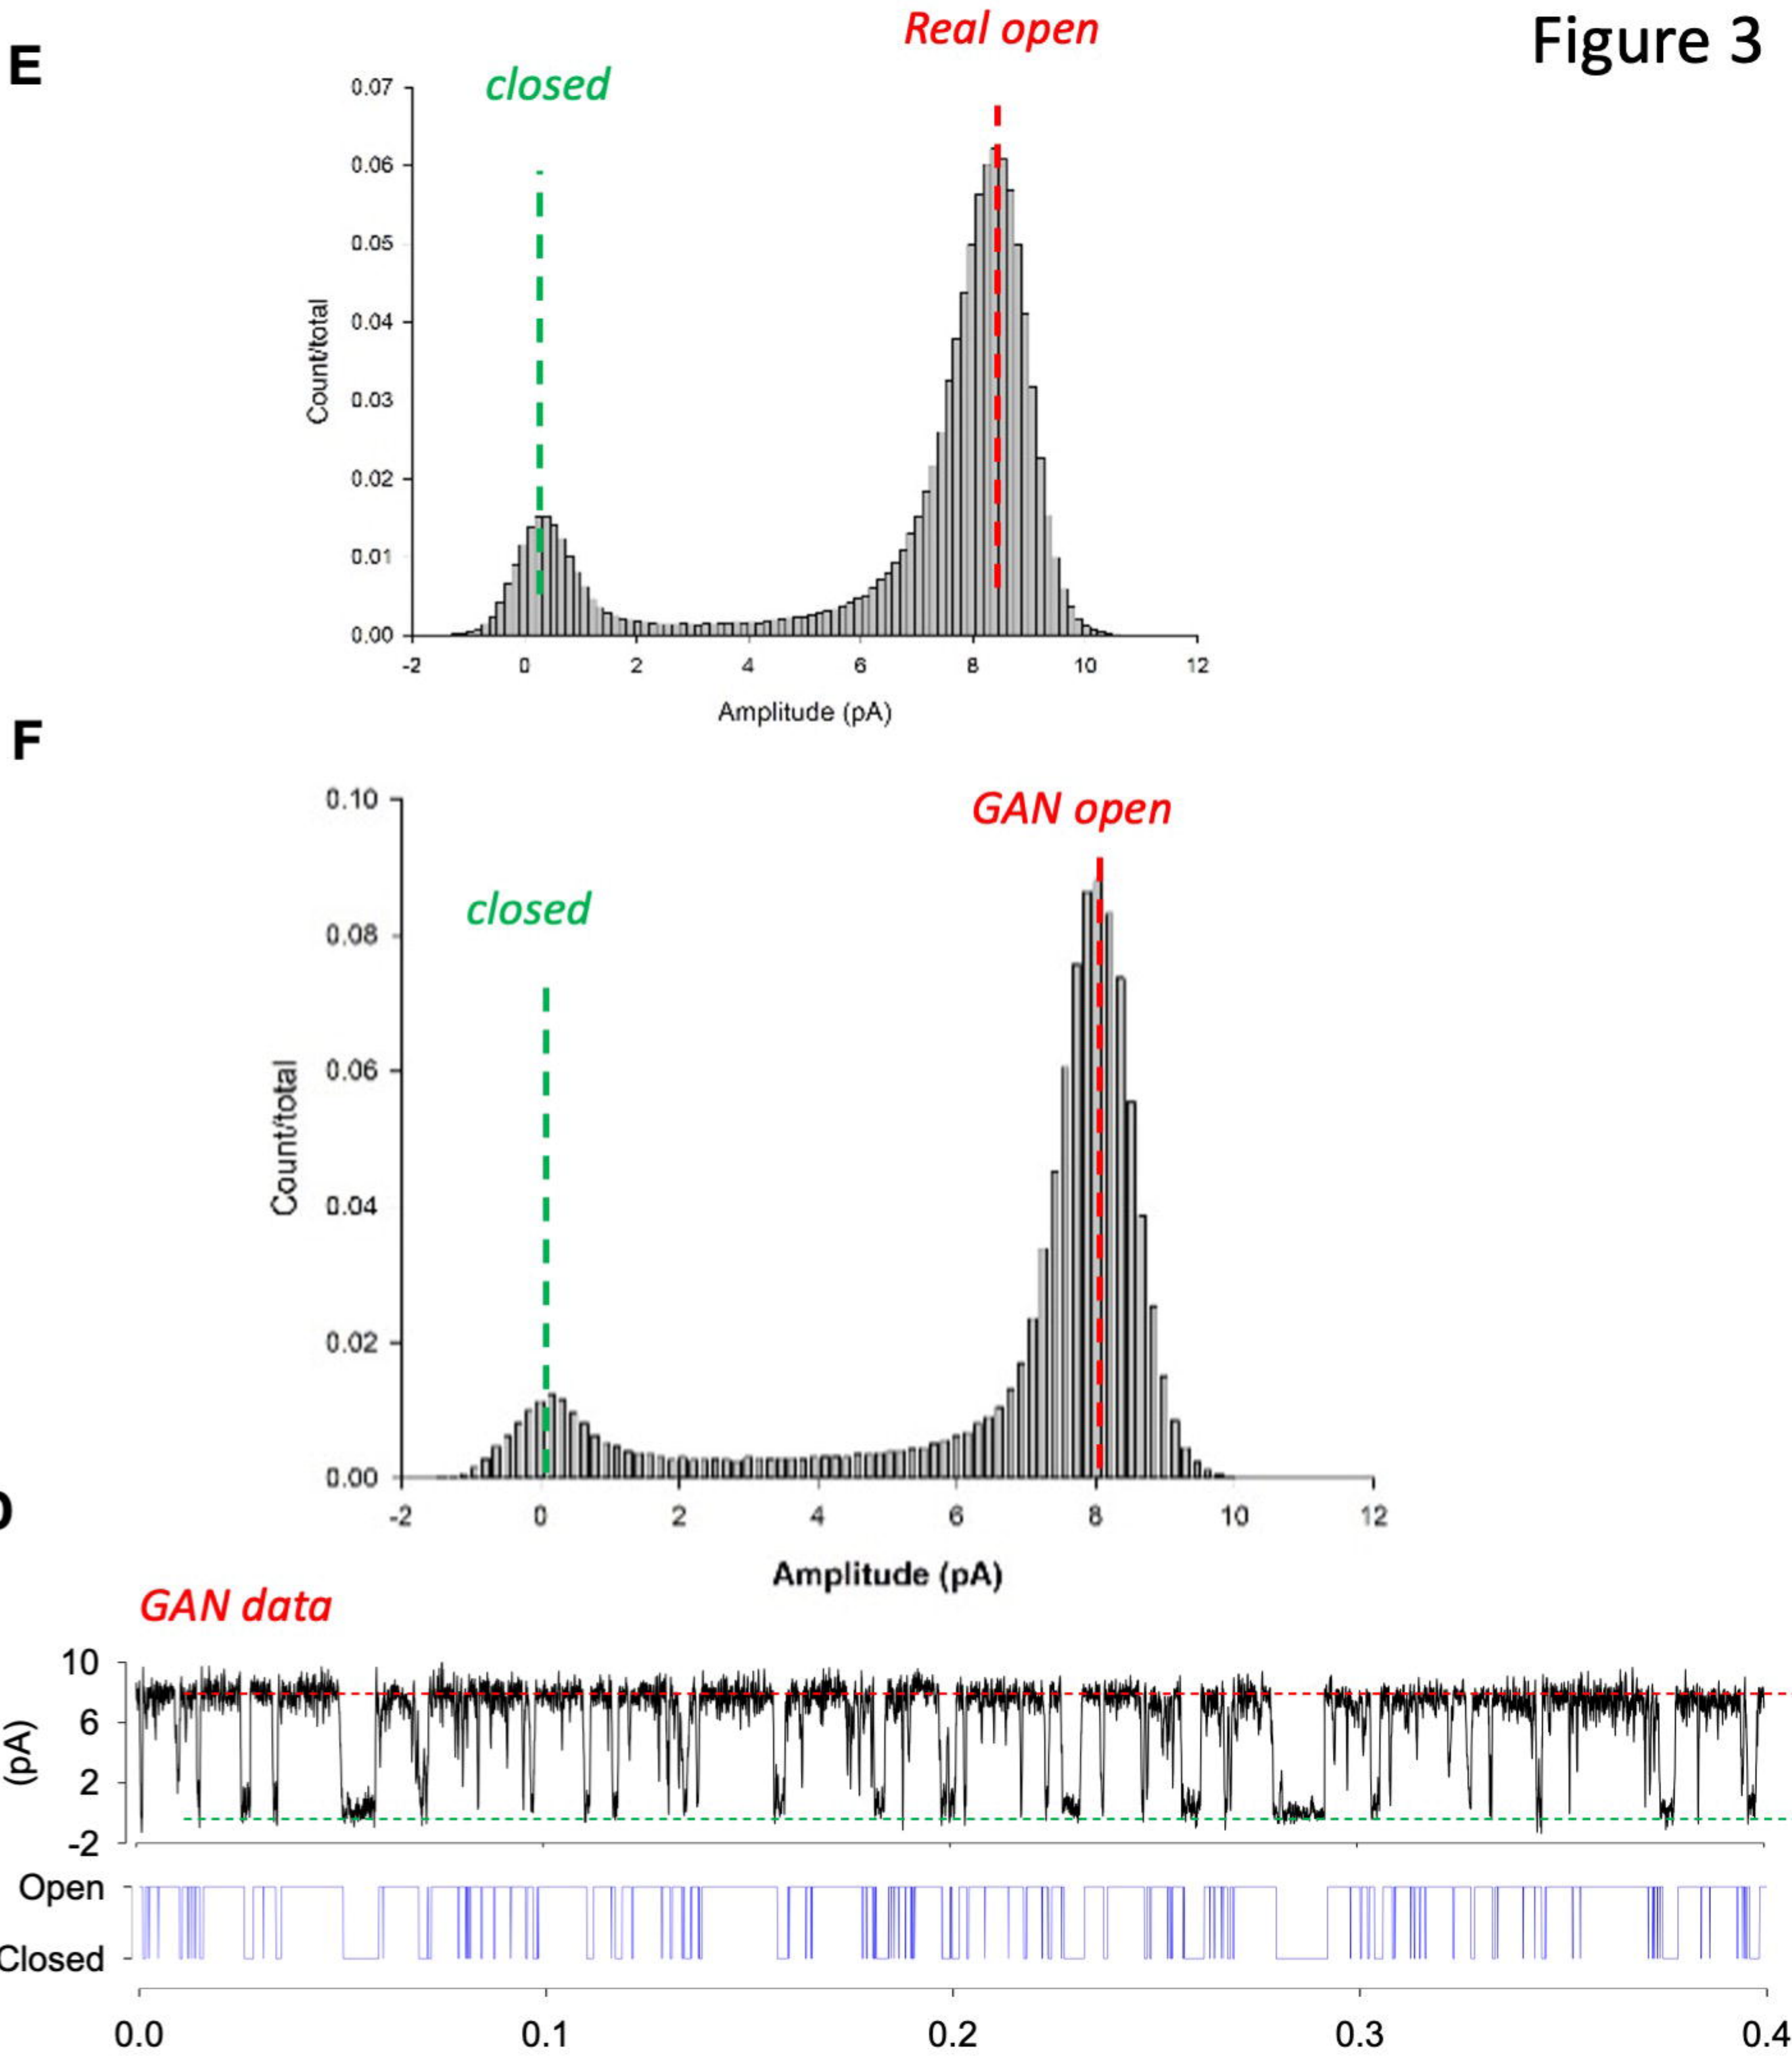 Figure 3
E
Real open
closed
0.07
0.06
0.05
0.04
0.03
0.02
0.01
0.00
Count/total
-2 0 2 4 6 8 10 12
Amplitude (pA)
F
GAN open
closed
0.10
0.08
0.06
0.04
0.02
0.00
Count/total
-2 0 2 4 6 8 10 12
Amplitude (pA)
GAN data
10
6
2
-2
(pA)
Open
Closed
0.0 0.1 0.2 0.3 0.4